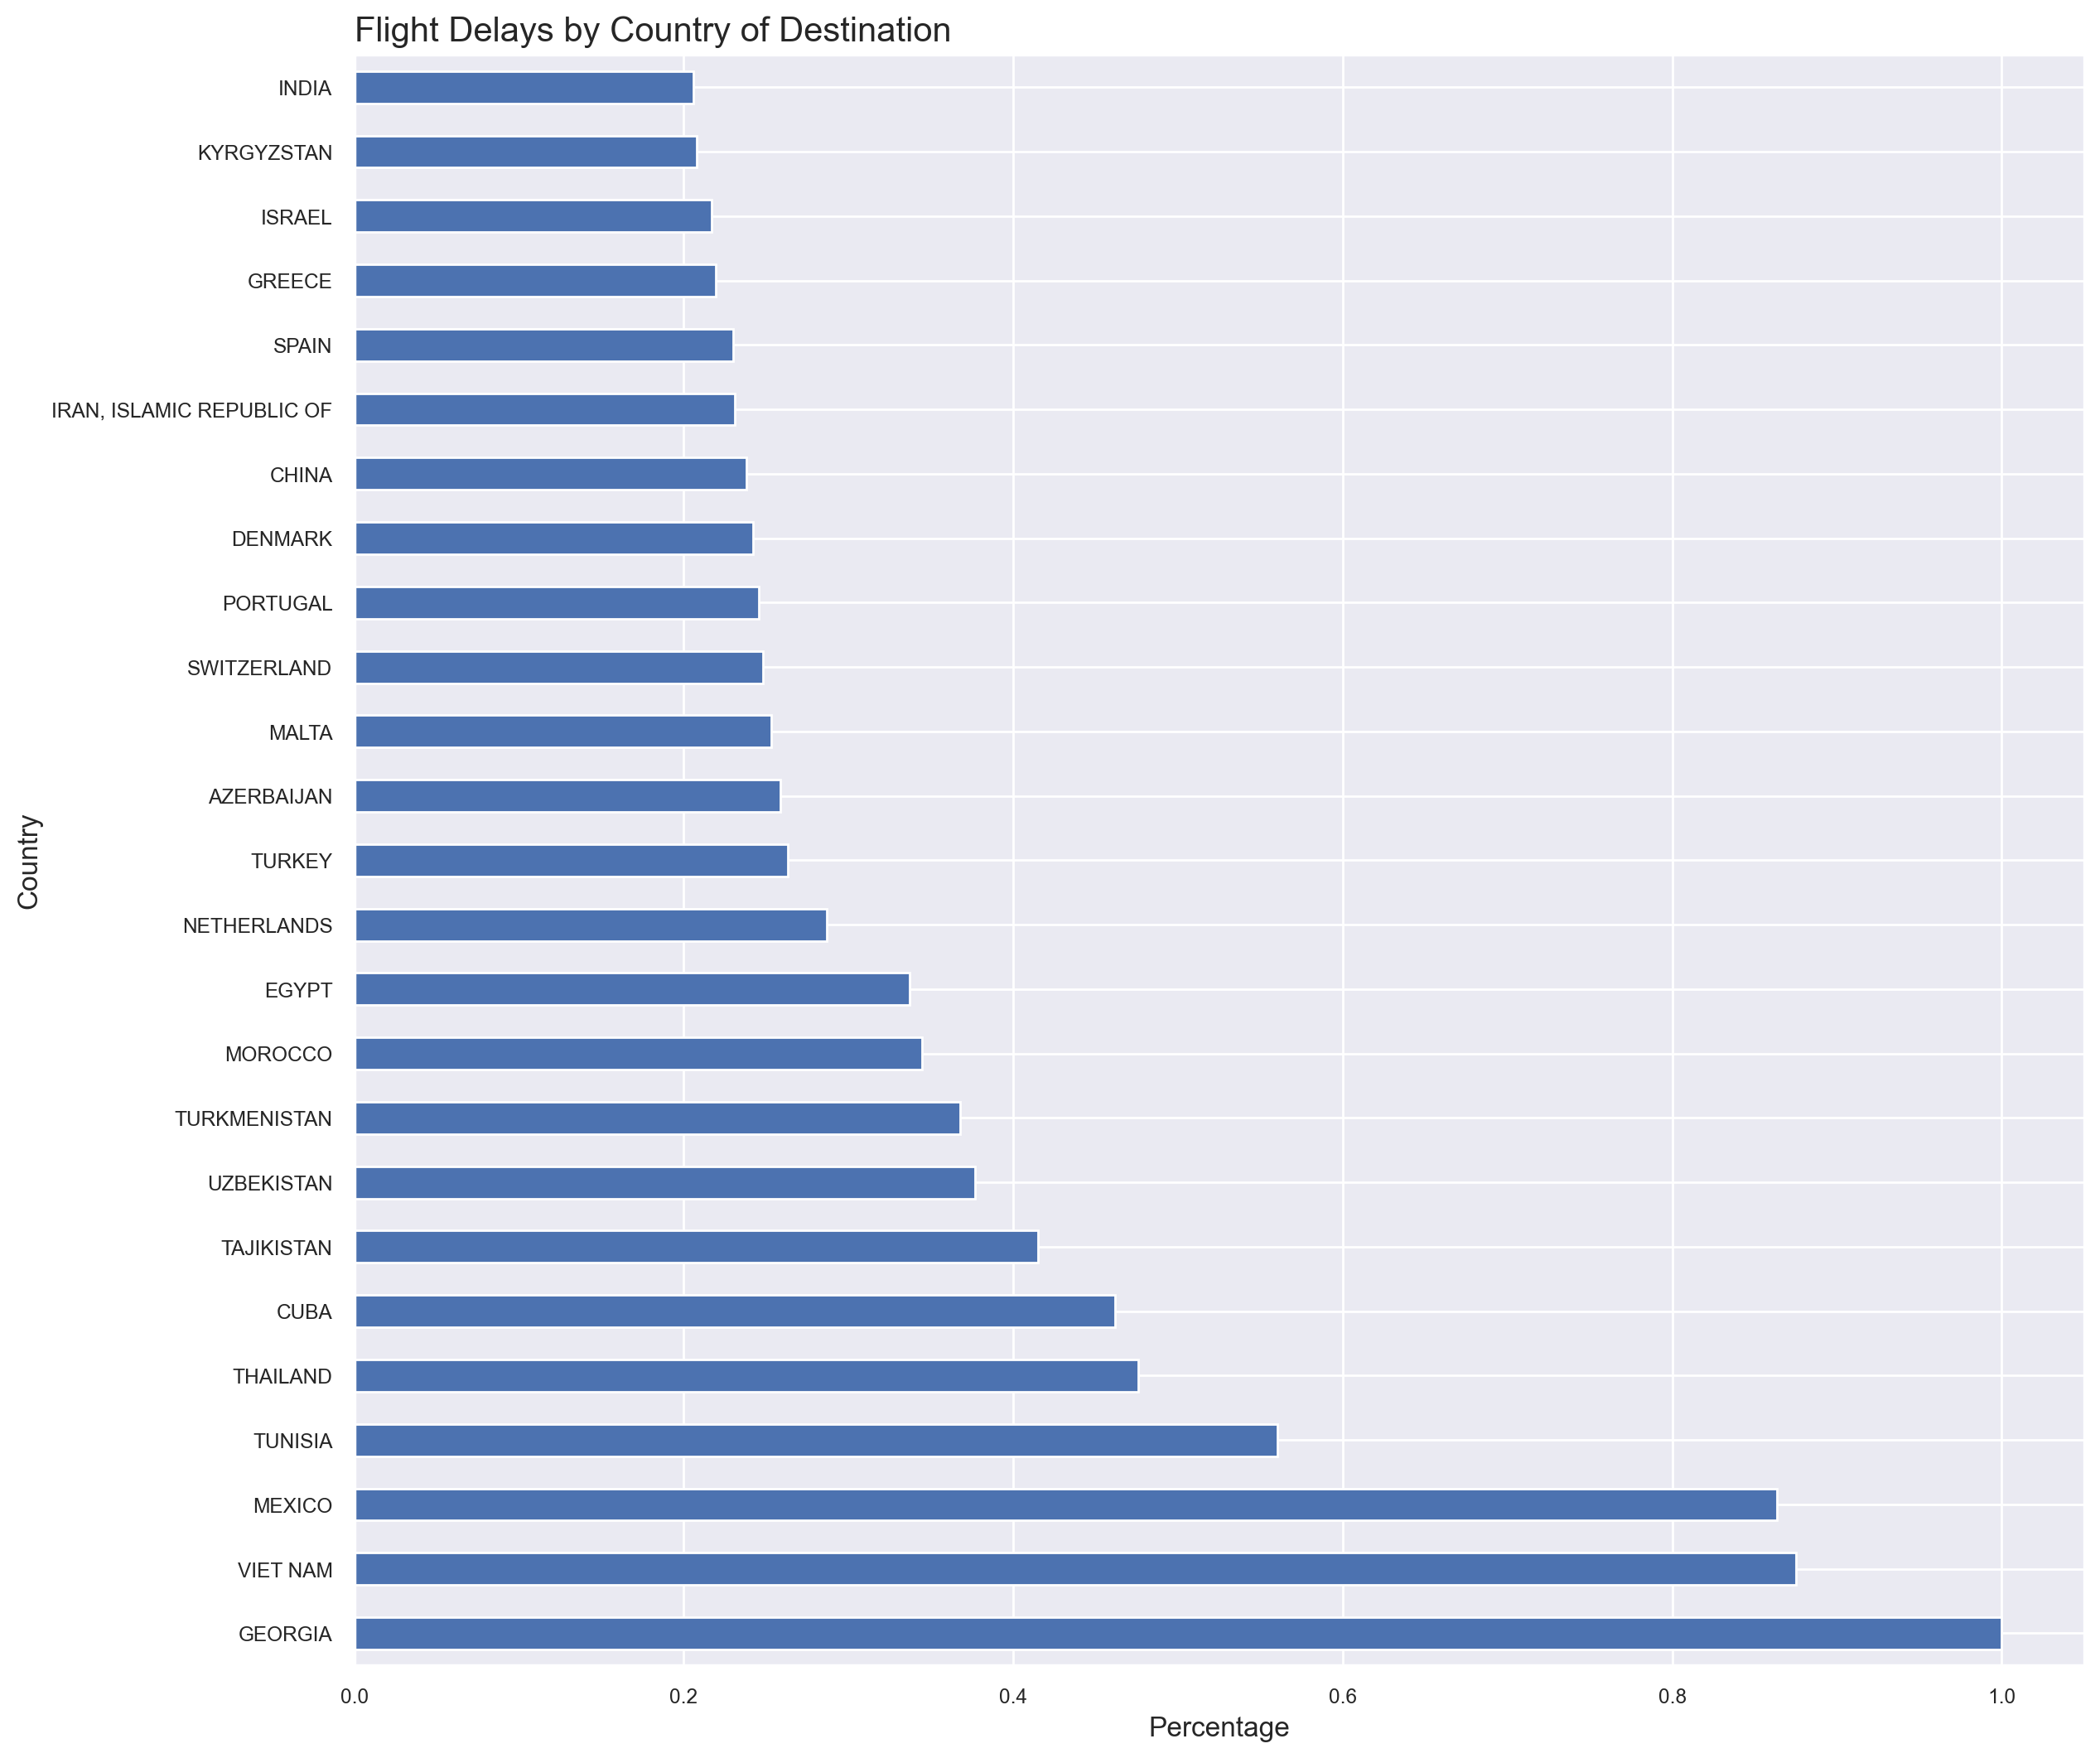 Flight Delays by Country of Destination
INDIA
KYRGYZSTAN
ISRAEL
GREECE
SPAIN
IRAN, ISLAMIC REPUBLIC OF
CHINA
DENMARK
PORTUGAL
SWITZERLAND
MALTA
AZERBAIJAN
TURKEY
NETHERLANDS
EGYPT
MOROCCO
TURKMENISTAN
UZBEKISTAN
TAJIKISTAN
CUBA
THAILAND
TUNISIA
MEXICO
VIET NAM
GEORGIA
Country
0.0 0.2 0.4 0.6 0.8 1.0
Percentage